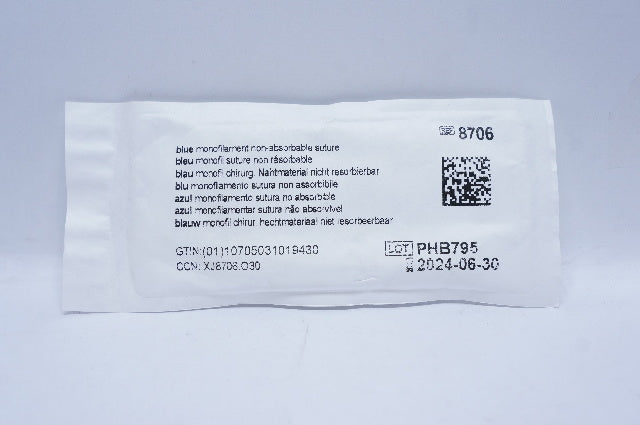 REF 8706
blue monofilament non-absorbable suture
bleu monofil suture non résorbable
blau monofil chirurg. Nahtmaterial nicht resorbierbar
blu monofilamento sutura non assorbibile
azul monofilamento sutura no absorbible
azul monofilamentar sutura não absorvível
blauw monofil chirur. hechtmateriaal niet resorbeerbaar
GTIN:(01)10705031019430
CCN: XJ8706.O30
LOT PHB795
2024-06-30